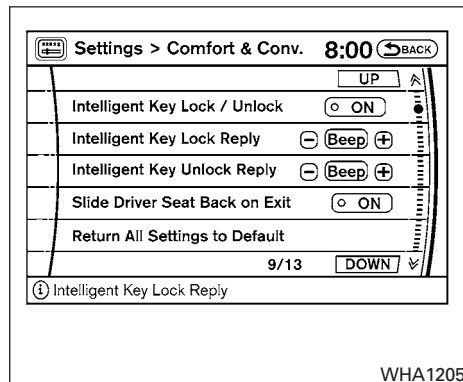 Settings > Comfort & Conv. 8:00 BACK
UP
Intelligent Key Lock / Unlock ON
Intelligent Key Lock Reply − Beep +
Intelligent Key Unlock Reply − Beep +
Slide Driver Seat Back on Exit ON
Return All Settings to Default
9/13 DOWN
i Intelligent Key Lock Reply
WHA1205